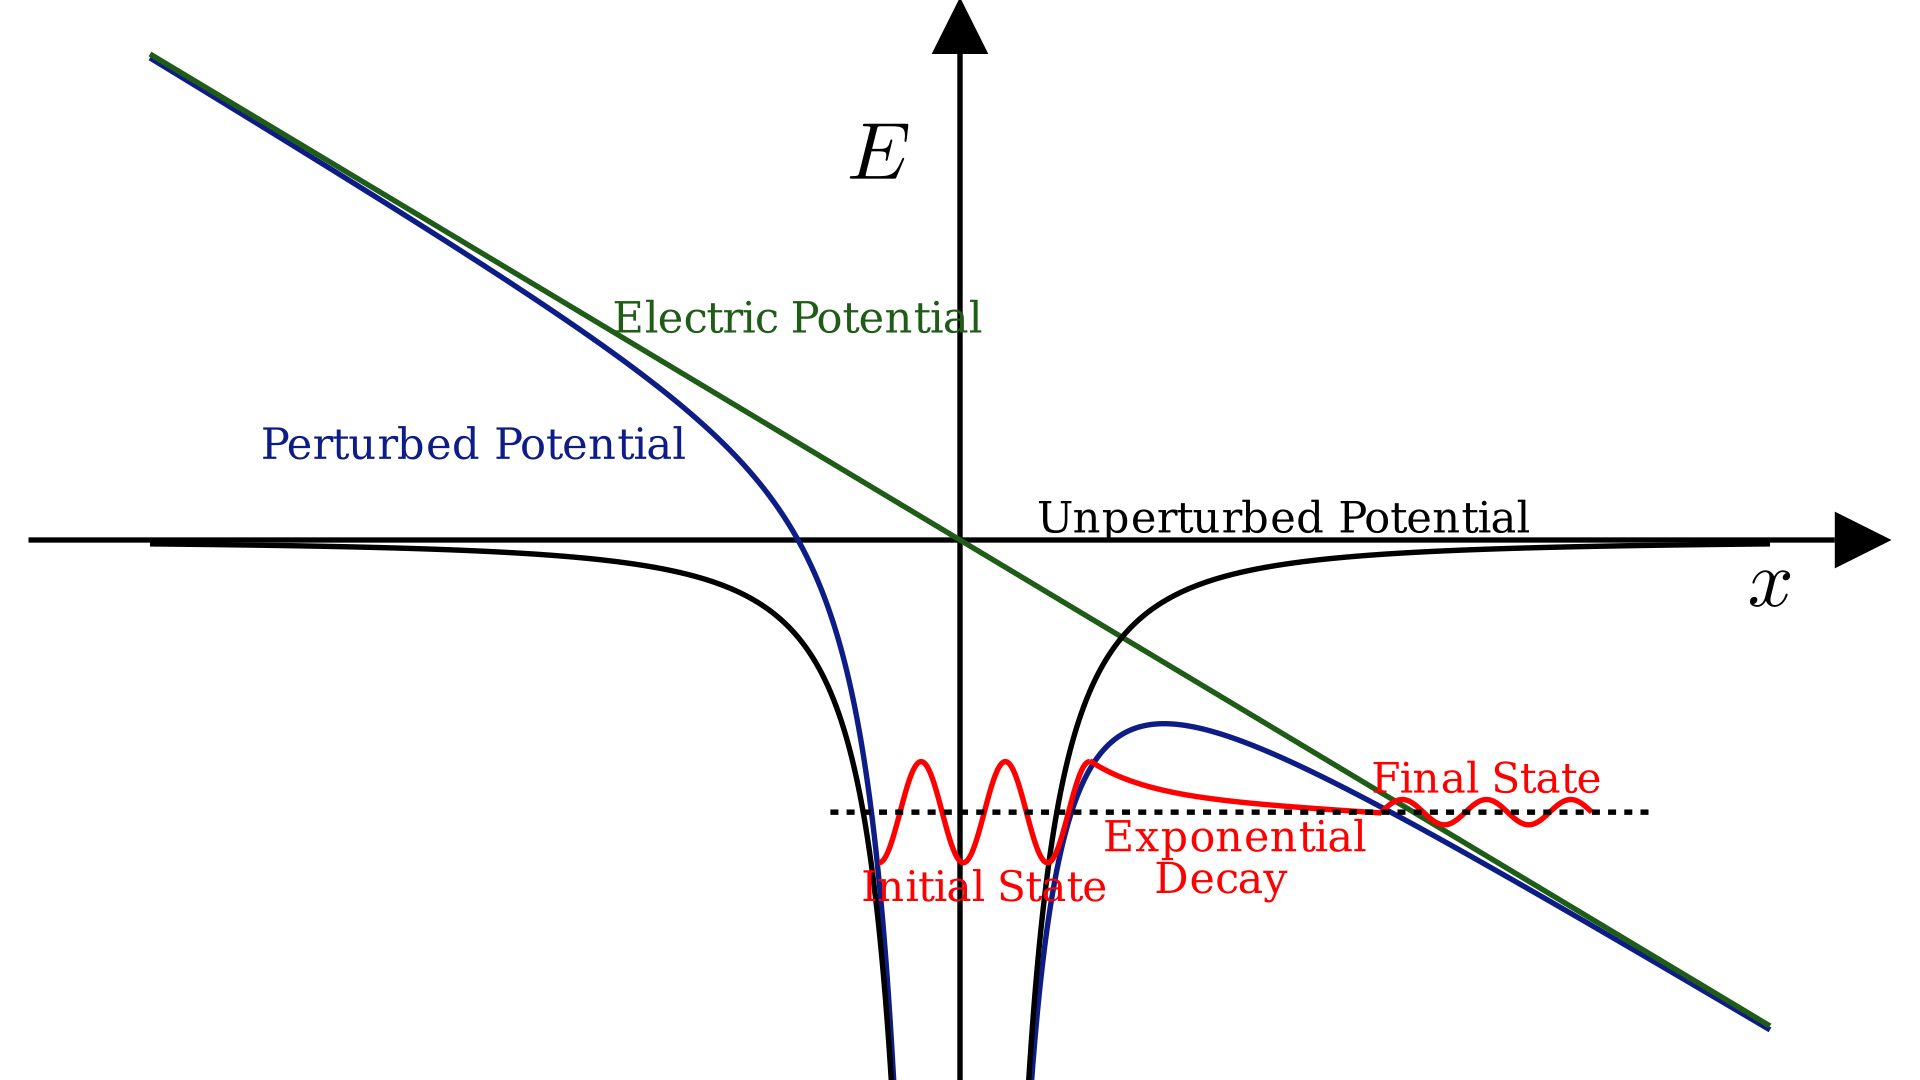 E
Electric Potential
Perturbed Potential
Unperturbed Potential
x
Final State
Exponential
Decay
Initial State